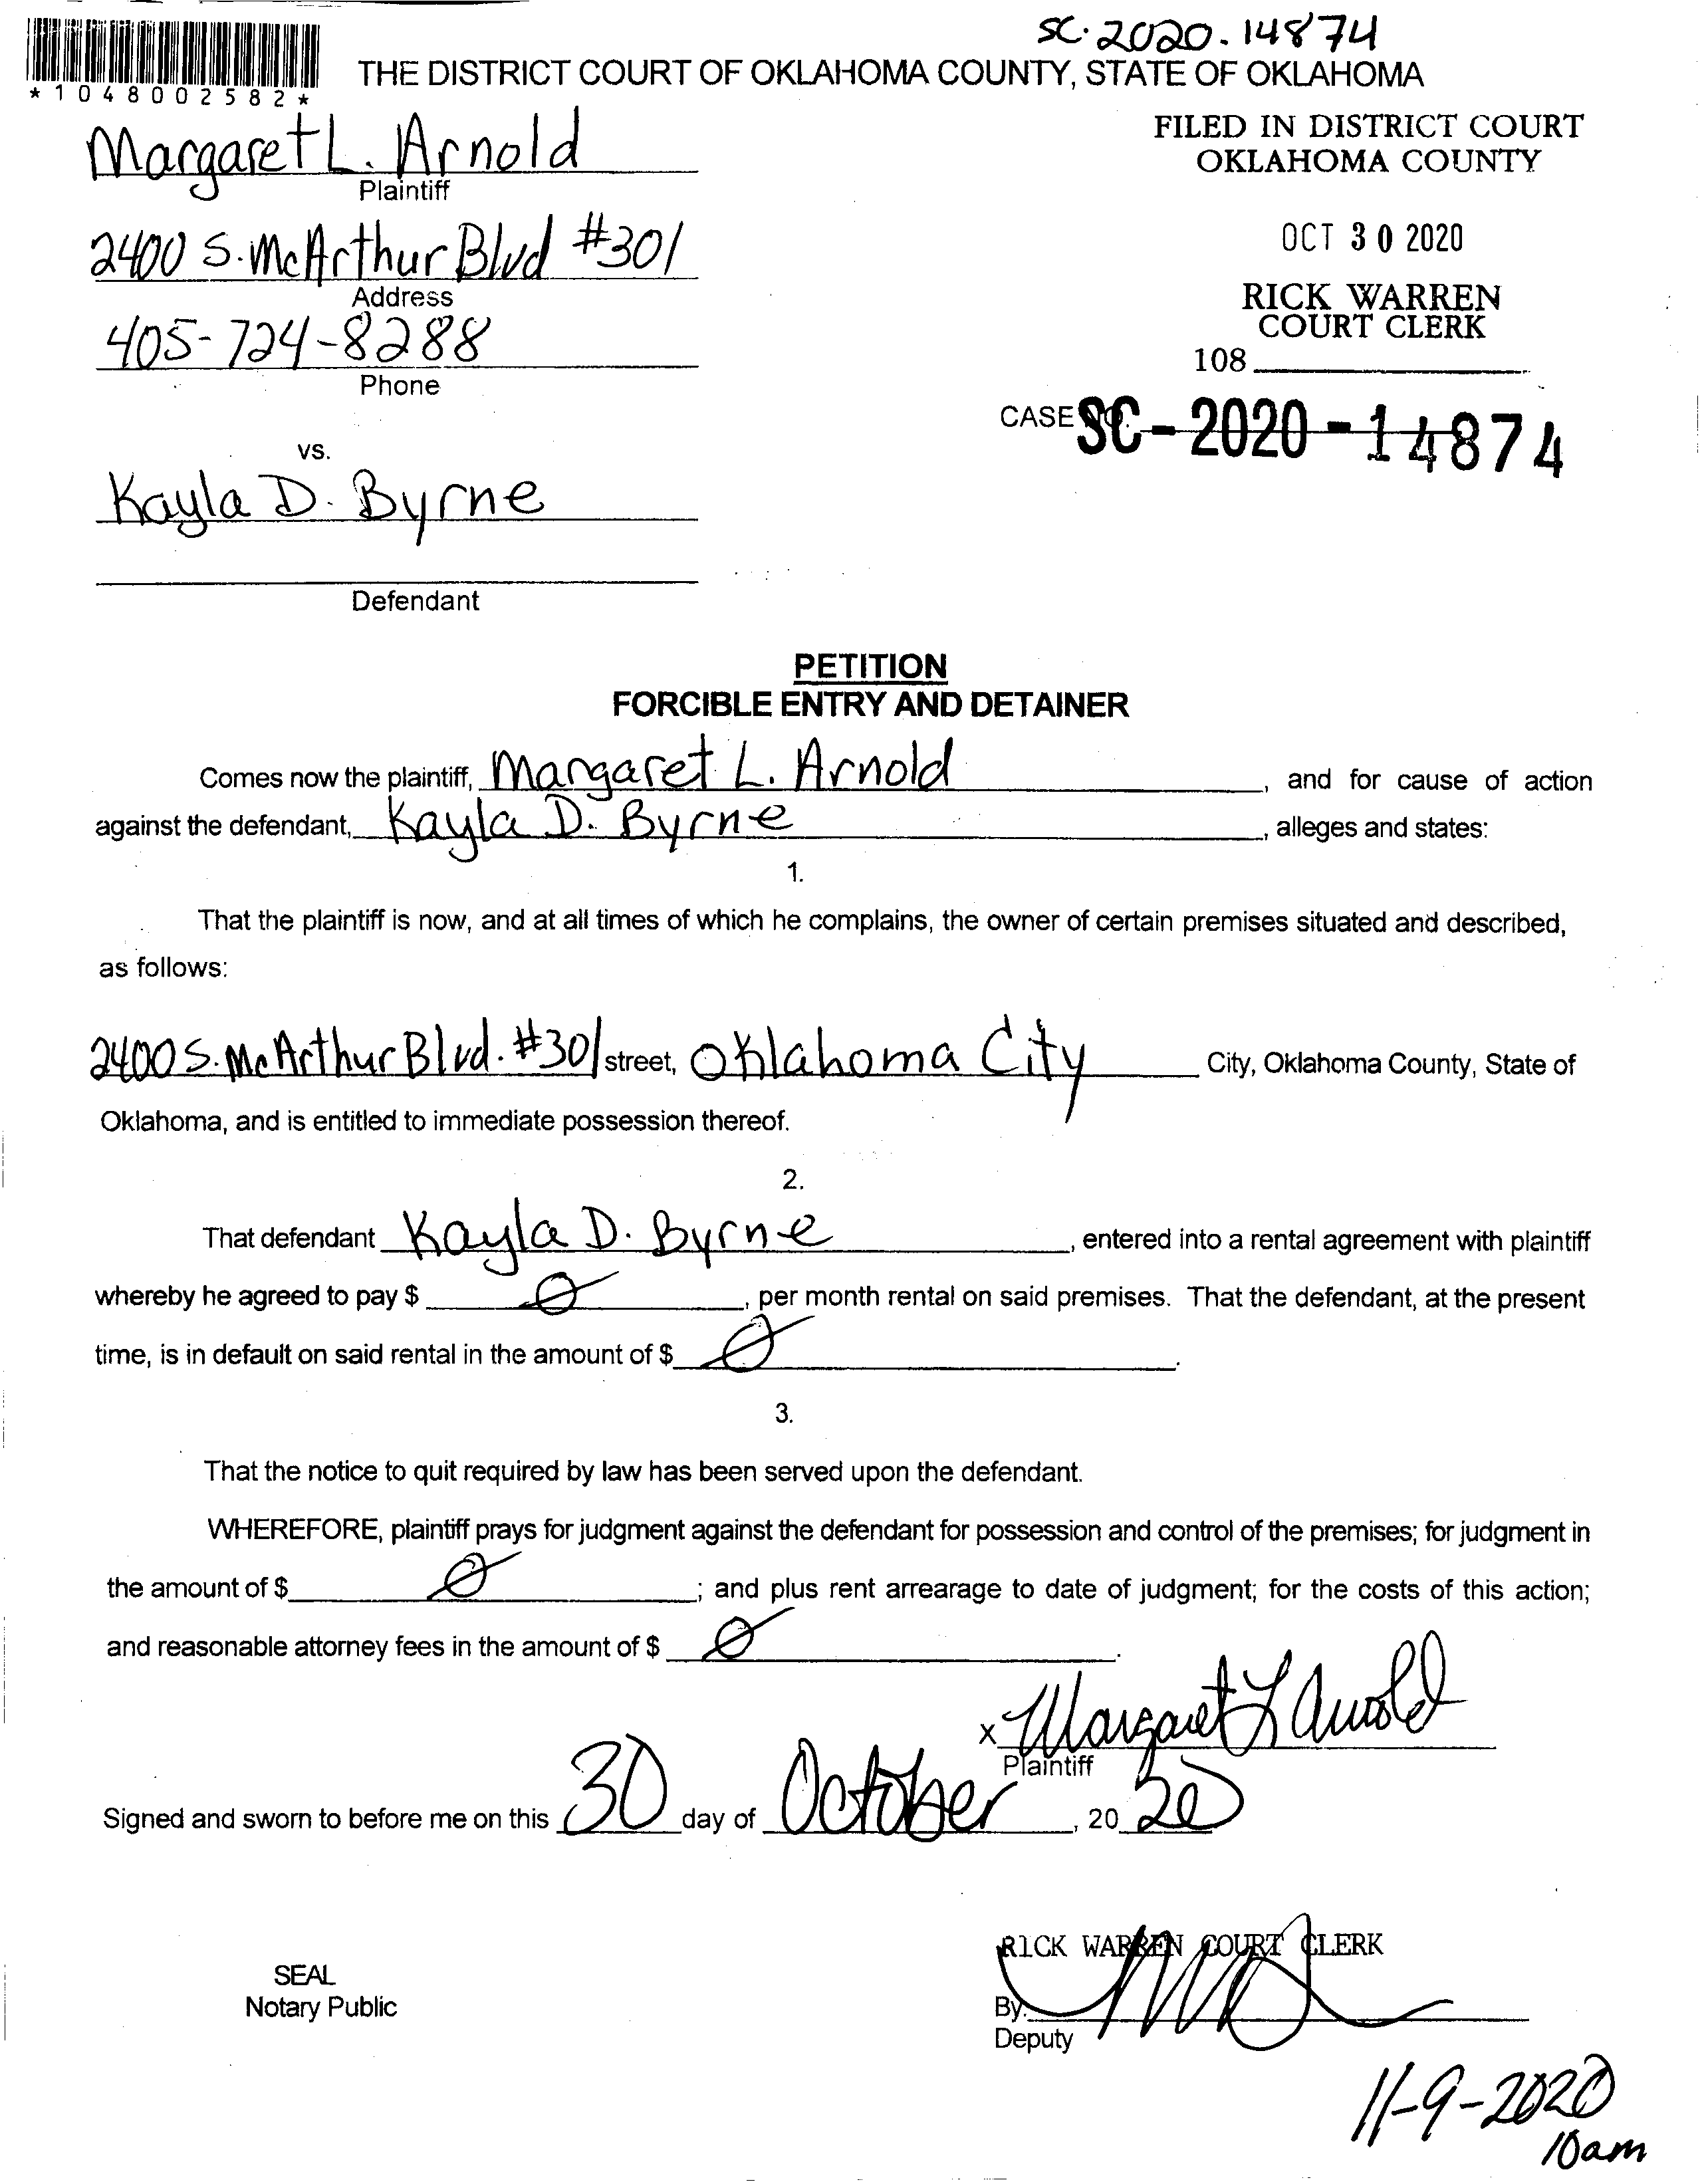 SC-2020-14874
*1048002582*
THE DISTRICT COURT OF OKLAHOMA COUNTY, STATE OF OKLAHOMA
Margaret L. Arnold
Plaintiff
2400 S. McArthur Blvd #301
Address
405-724-8288
Phone
vs.
Kayla D. Byrne
Defendant
FILED IN DISTRICT COURT
OKLAHOMA COUNTY
OCT 30 2020
RICK WARREN
COURT CLERK
108
CASE NO. SC-2020-14874
PETITION
FORCIBLE ENTRY AND DETAINER
Comes now the plaintiff, Margaret L. Arnold, and for cause of action
against the defendant, Kayla D. Byrne, alleges and states:
1.
That the plaintiff is now, and at all times of which he complains, the owner of certain premises situated and described,
as follows:
2400 S. McArthur Blvd. #301 street, Oklahoma City City, Oklahoma County, State of
Oklahoma, and is entitled to immediate possession thereof.
2.
That defendant Kayla D. Byrne, entered into a rental agreement with plaintiff
whereby he agreed to pay $ Ø, per month rental on said premises. That the defendant, at the present
time, is in default on said rental in the amount of $ Ø.
3.
That the notice to quit required by law has been served upon the defendant.
WHEREFORE, plaintiff prays for judgment against the defendant for possession and control of the premises; for judgment in
the amount of $ Ø; and plus rent arrearage to date of judgment; for the costs of this action;
and reasonable attorney fees in the amount of $ Ø.
x Margaret L Arnold
Plaintiff
Signed and sworn to before me on this 30 day of October, 20 20
RICK WARREN COURT CLERK
SEAL
Notary Public
By:
Deputy
11-9-2020
10am